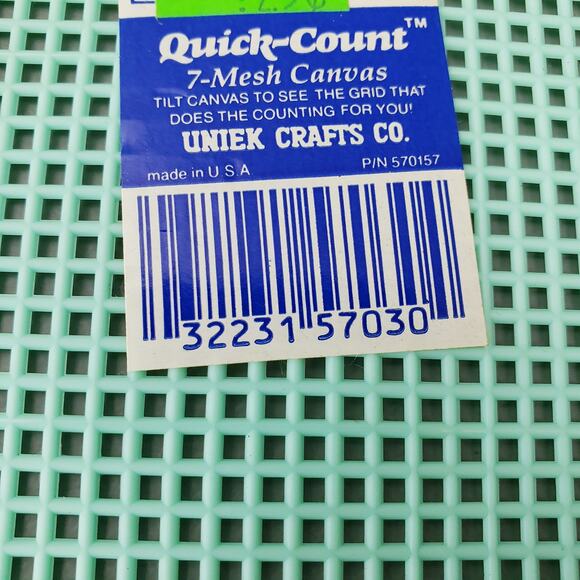 Quick-Count™
7-Mesh Canvas
TILT CANVAS TO SEE THE GRID THAT
DOES THE COUNTING FOR YOU!
UNIEK CRAFTS CO.
made in U S A P/N 570157
32231 57030